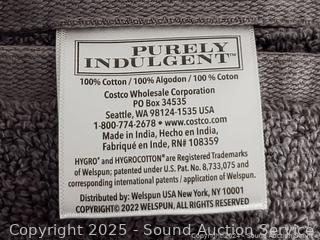 PURELY
INDULGENT™
100% Cotton / 100% Algodon / 100 % Coton
Costco Wholesale Corporation
PO Box 34535
Seattle, WA 98124-1535 USA
1-800-774-2678 • www.costco.com
Made in India, Hecho en India,
Fabriqué en Inde, RN# 108359
HYGRO® and HYGROCOTTON® are Registered Trademarks
of Welspun; patented under U.S. Pat. No. 8,733,075 and
corresponding international patents / application of Welspun.
Distributed by: Welspun USA New York, NY 10001
COPYRIGHT© 2022 WELSPUN. ALL RIGHTS RESERVED.
Copyright 2025 - Sound Auction Service